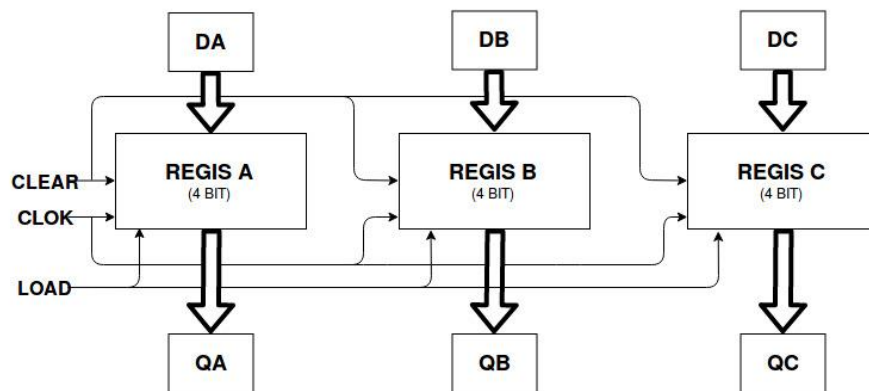 DA
DB
DC
REGIS A
(4 BIT)
REGIS B
(4 BIT)
REGIS C
(4 BIT)
CLEAR
CLOK
LOAD
QA
QB
QC